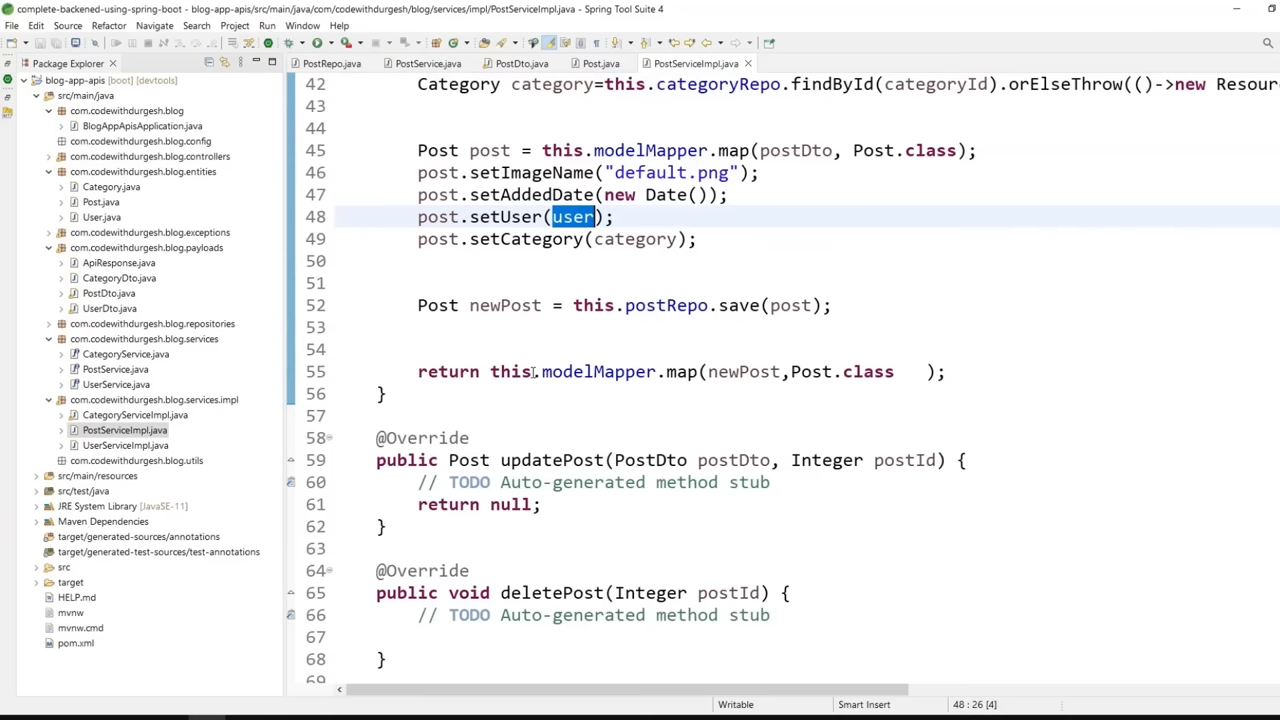 complete-backened-using-spring-boot - blog-app-apis/src/main/java/com/codewithdurgesh/blog/services/impl/PostServiceImpl.java - Spring Tool Suite 4
File Edit Source Refactor Navigate Search Project Run Window Help
Package Explorer
PostRepo.java PostService.java PostDto.java Post.java PostServiceImpl.java
blog-app-apis [boot] [devtools]
src/main/java
com.codewithdurgesh.blog
BlogAppApisApplication.java
com.codewithdurgesh.blog.config
com.codewithdurgesh.blog.controllers
com.codewithdurgesh.blog.entities
Category.java
Post.java
User.java
com.codewithdurgesh.blog.exceptions
com.codewithdurgesh.blog.payloads
ApiResponse.java
CategoryDto.java
PostDto.java
UserDto.java
com.codewithdurgesh.blog.repositories
com.codewithdurgesh.blog.services
CategoryService.java
PostService.java
UserService.java
com.codewithdurgesh.blog.services.impl
CategoryServiceImpl.java
PostServiceImpl.java
UserServiceImpl.java
com.codewithdurgesh.blog.utils
src/main/resources
src/test/java
JRE System Library [JavaSE-11]
Maven Dependencies
target/generated-sources/annotations
target/generated-test-sources/test-annotations
src
target
HELP.md
mvnw
mvnw.cmd
pom.xml
42 Category category=this.categoryRepo.findById(categoryId).orElseThrow(()->new Resour
43
44
45 Post post = this.modelMapper.map(postDto, Post.class);
46 post.setImageName("default.png");
47 post.setAddedDate(new Date());
48 post.setUser(user);
49 post.setCategory(category);
50
51
52 Post newPost = this.postRepo.save(post);
53
54
55 return this.modelMapper.map(newPost,Post.class );
56 }
57
58 @Override
59 public Post updatePost(PostDto postDto, Integer postId) {
60 // TODO Auto-generated method stub
61 return null;
62 }
63
64 @Override
65 public void deletePost(Integer postId) {
66 // TODO Auto-generated method stub
67
68 }
69
Writable Smart Insert 48 : 26 [4]